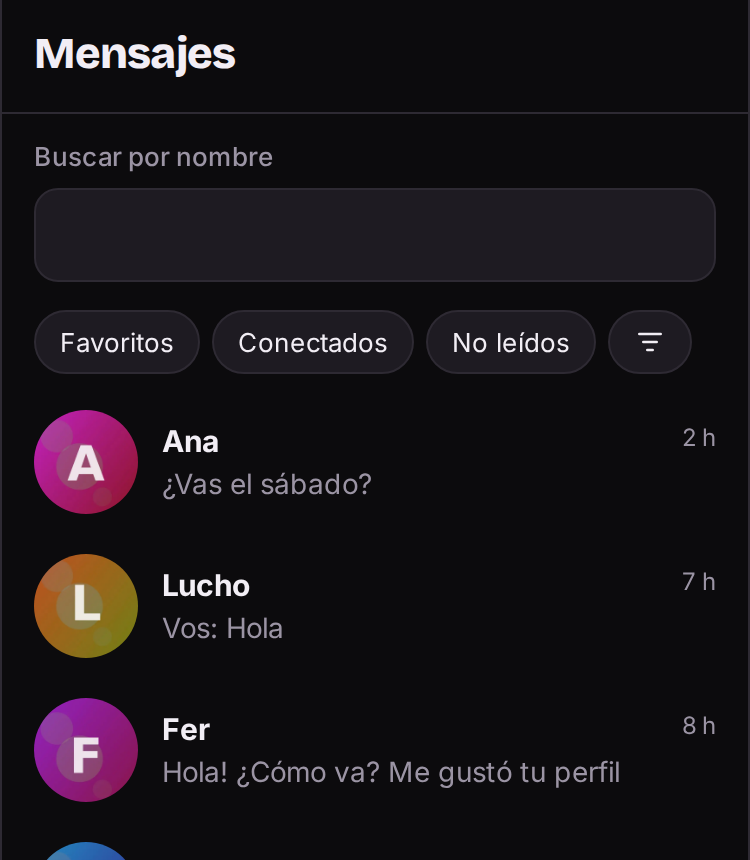 Mensajes
Buscar por nombre
Favoritos Conectados No leídos
A Ana 2 h
¿Vas el sábado?
L Lucho 7 h
Vos: Hola
F Fer 8 h
Hola! ¿Cómo va? Me gustó tu perfil